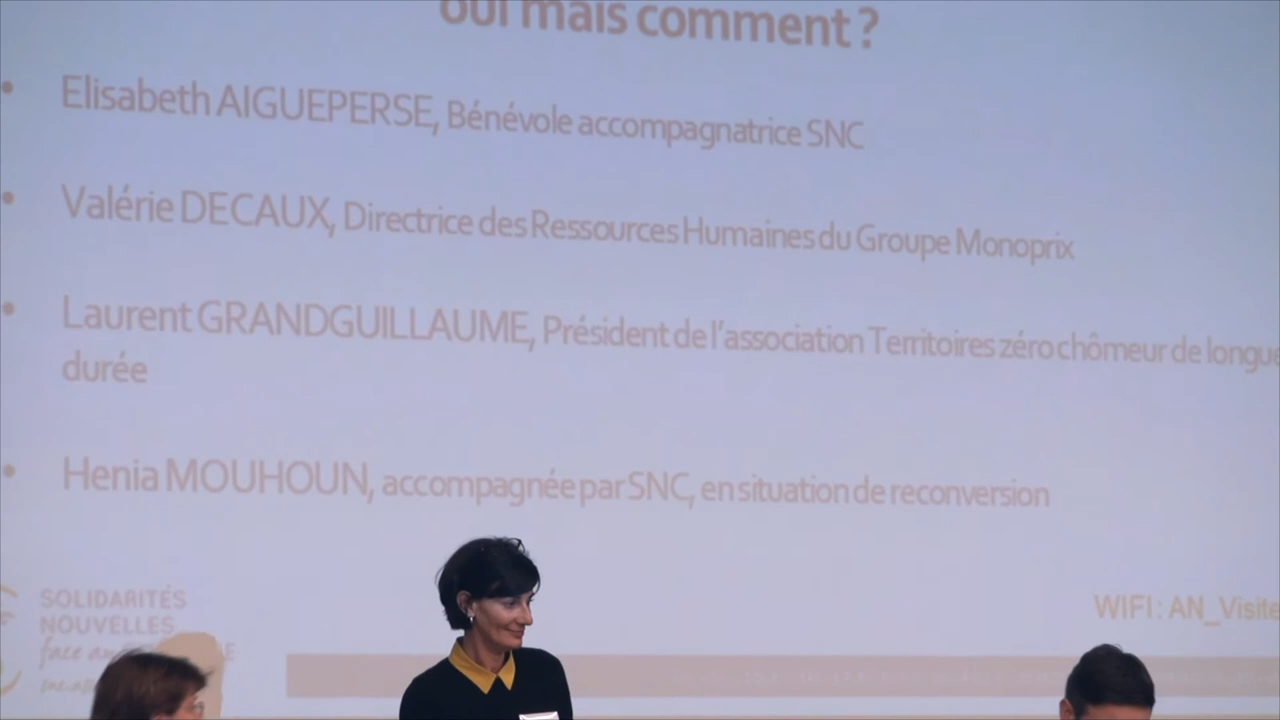 oui mais comment ?
• Elisabeth AIGUEPERSE, Bénévole accompagnatrice SNC
• Valérie DECAUX, Directrice des Ressources Humaines du Groupe Monoprix
• Laurent GRANDGUILLAUME, Président de l'association Territoires zéro chômeur de longue
durée
• Henia MOUHOUN, accompagnée par SNC, en situation de reconversion
SOLIDARITÉS
NOUVELLES
face
WIFI : AN_Visite